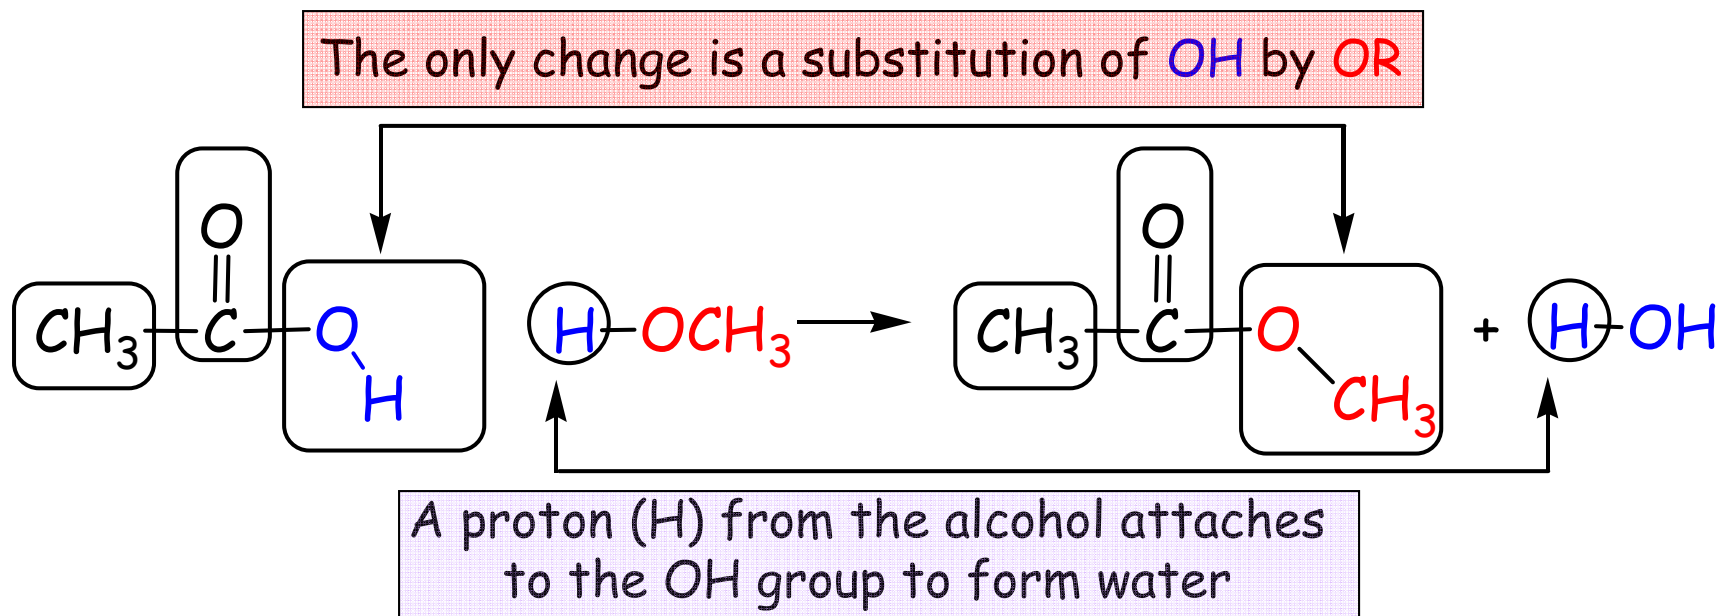 The only change is a substitution of OH by OR
O
O
CH3 C O H-OCH3 CH3 C O + H-OH
H
CH3
A proton (H) from the alcohol attaches
to the OH group to form water